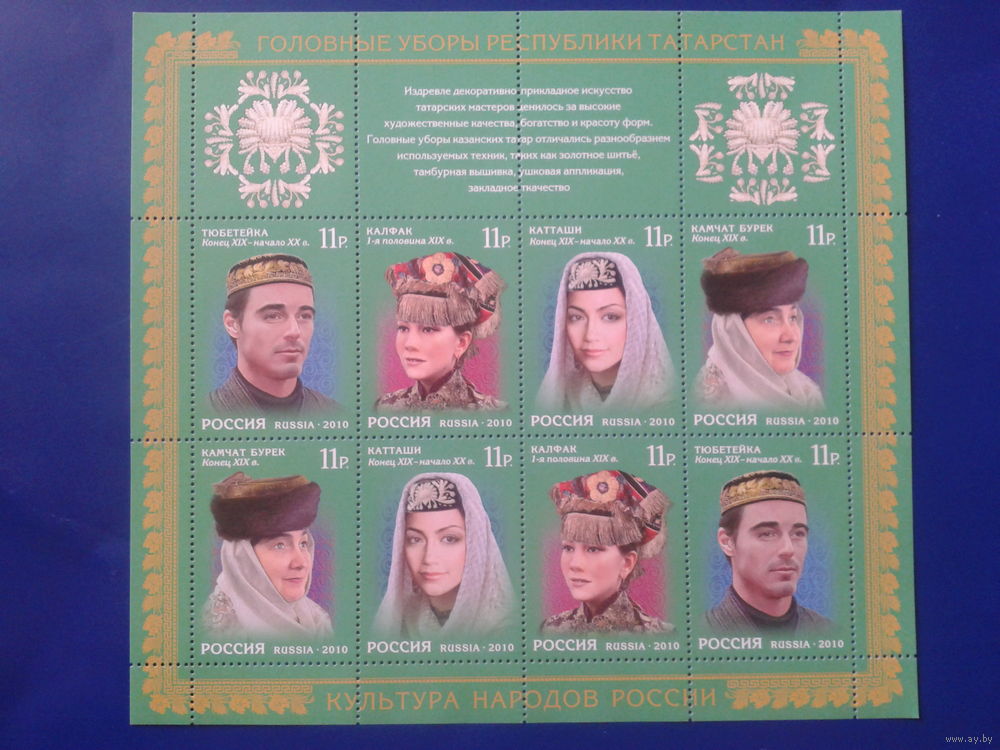 ГОЛОВНЫЕ УБОРЫ РЕСПУБЛИКИ ТАТАРСТАН
Издревле декоративно-прикладное искусство
татарских мастеров ценилось за высокие
художественные качества, богатство и красоту форм.
Головные уборы казанских татар отличались разнообразием
используемых техник, таких как золотное шитьё,
тамбурная вышивка, ушковая аппликация,
закладное ткачество
ТЮБЕТЕЙКА
Конец XIX – начало XX в.
11Р.
РОССИЯ RUSSIA · 2010
КАЛФАК
1-я половина XIX в.
11Р.
РОССИЯ RUSSIA · 2010
КАТТАШИ
Конец XIX – начало XX в.
11Р.
РОССИЯ RUSSIA · 2010
КАМЧАТ БУРЕК
Конец XIX в.
11Р.
РОССИЯ RUSSIA · 2010
КАМЧАТ БУРЕК
Конец XIX в.
11Р.
РОССИЯ RUSSIA · 2010
КАТТАШИ
Конец XIX – начало XX в.
11Р.
РОССИЯ RUSSIA · 2010
КАЛФАК
1-я половина XIX в.
11Р.
РОССИЯ RUSSIA · 2010
ТЮБЕТЕЙКА
Конец XIX – начало XX в.
11Р.
РОССИЯ RUSSIA · 2010
КУЛЬТУРА НАРОДОВ РОССИИ
www.ay.by